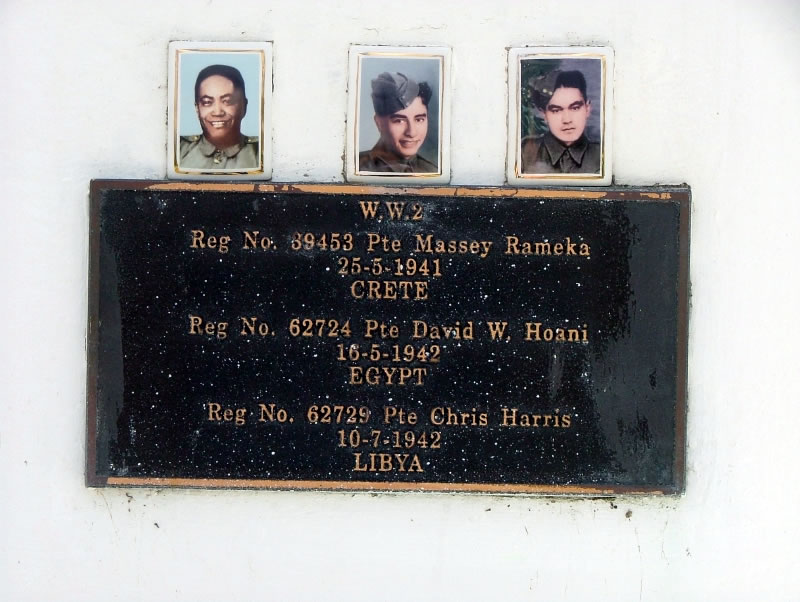 W.W.2
Reg No. 39453 Pte Massey Rameka
25-5-1941
CRETE
Reg No. 62724 Pte David W. Hoani
16-5-1942
EGYPT
Reg No. 62729 Pte Chris Harris
10-7-1942
LIBYA